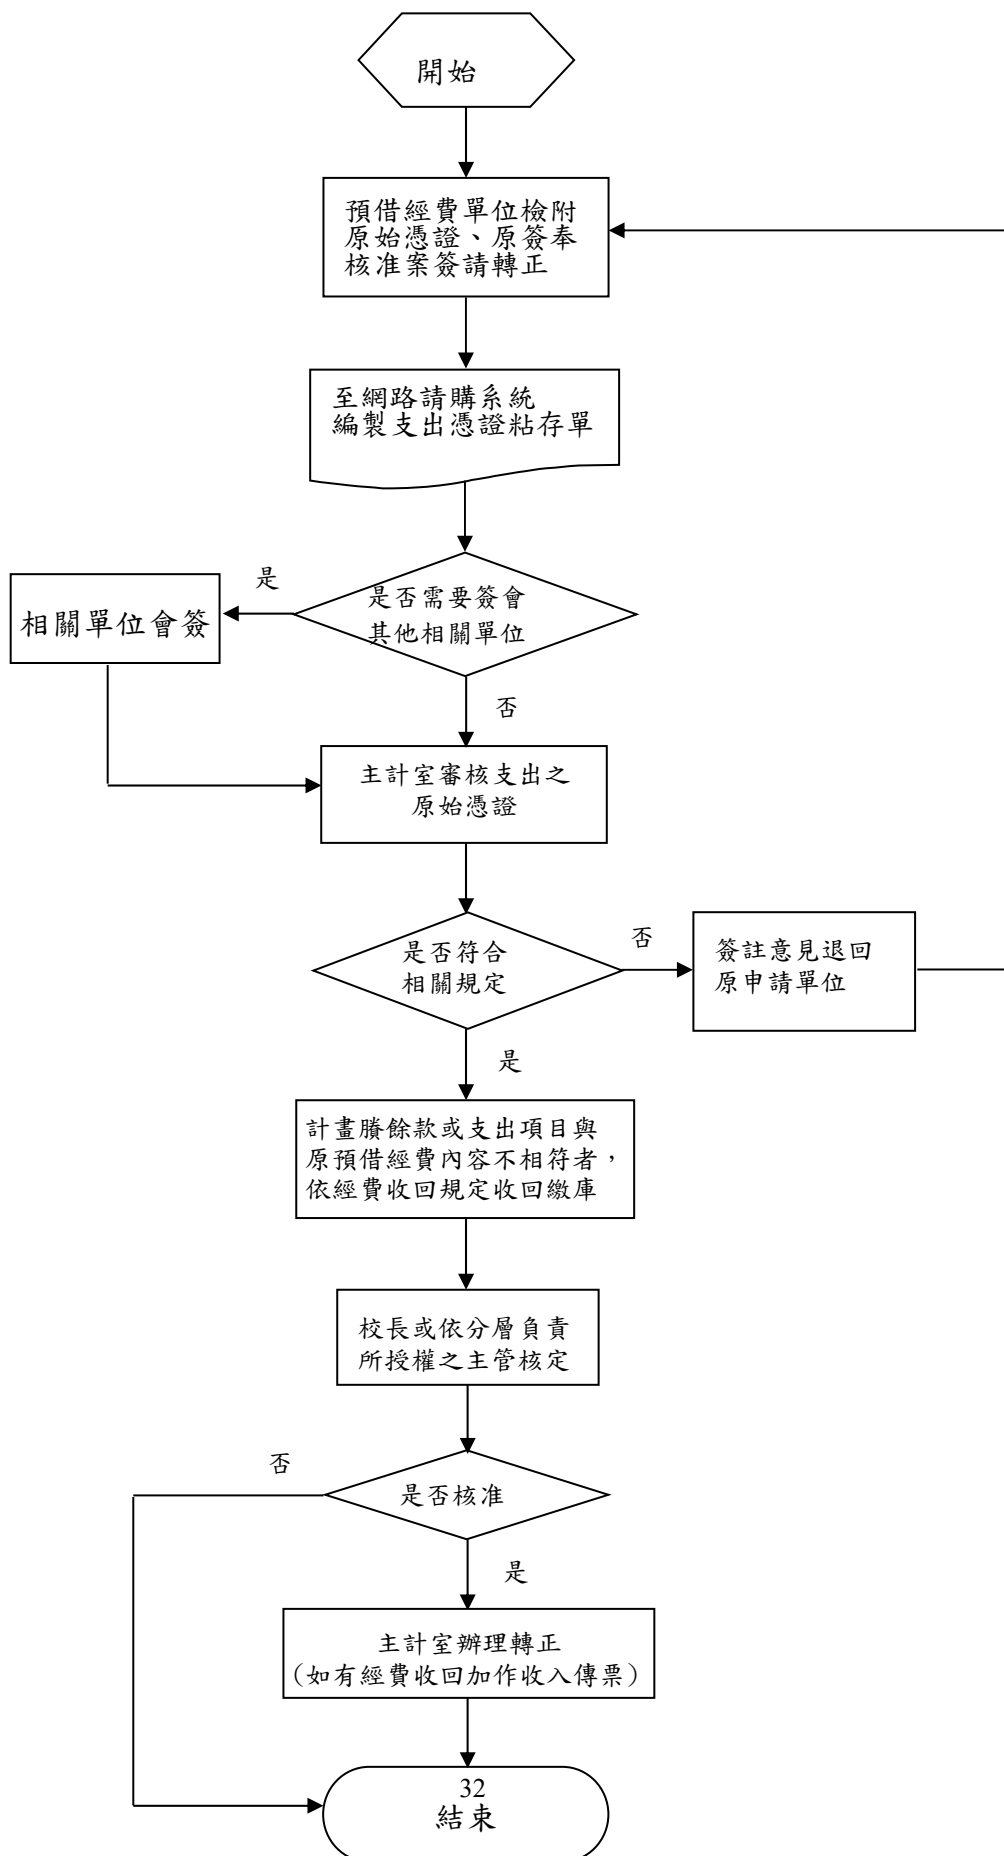 開始
預借經費單位檢附
原始憑證、原簽奉
核准案簽請轉正
至網路請購系統
編製支出憑證粘存單
是否需要簽會
其他相關單位
是
相關單位會簽
否
主計室審核支出之
原始憑證
是否符合
相關規定
否
簽註意見退回
原申請單位
是
計畫賸餘款或支出項目與
原預借經費內容不相符者，
依經費收回規定收回繳庫
校長或依分層負責
所授權之主管核定
否
是否核准
是
主計室辦理轉正
（如有經費收回加作收入傳票）
32
結束